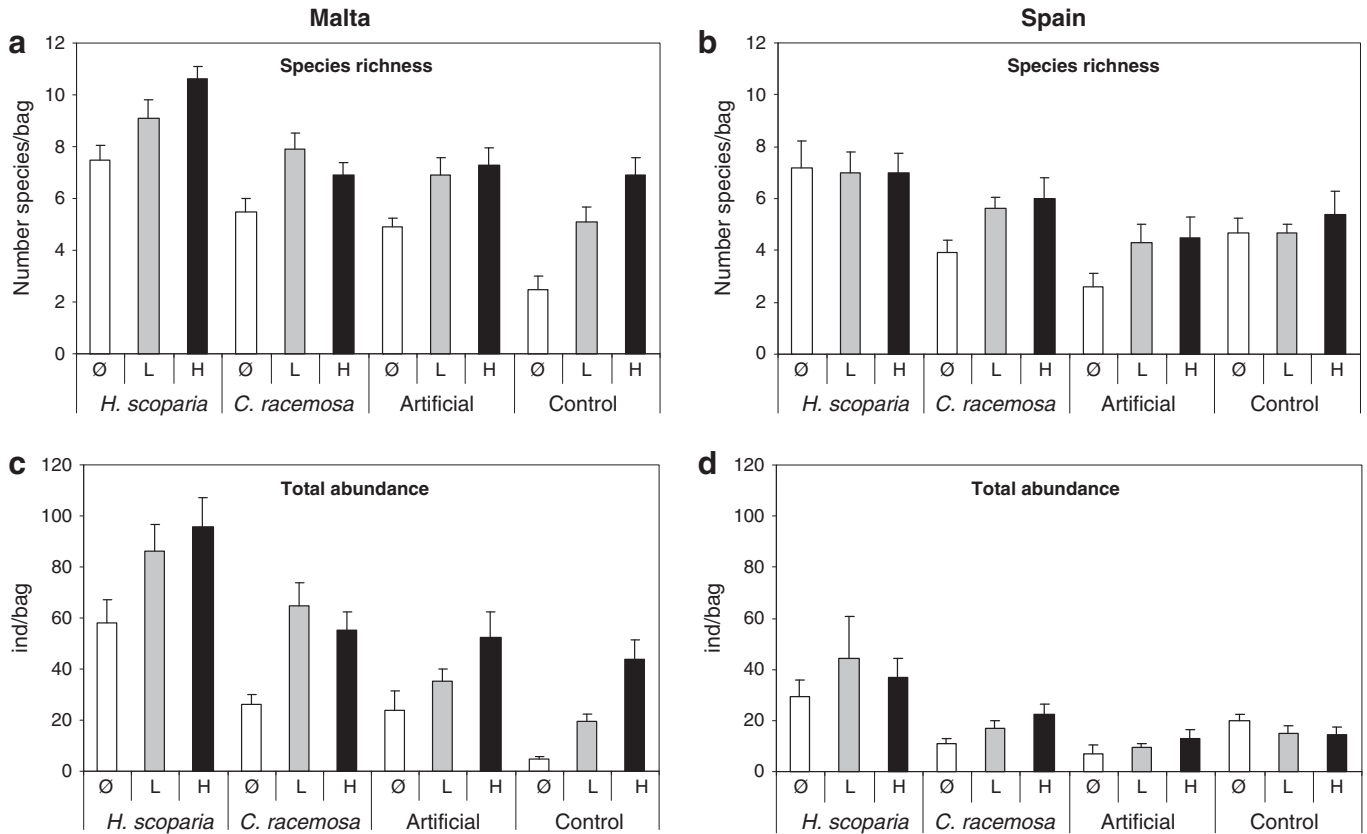 Malta
Spain
a
Species richness
Number species/bag
12
10
8
6
4
2
0
Ø L H Ø L H Ø L H Ø L H
H. scoparia C. racemosa Artificial Control
b
Species richness
Number species/bag
12
10
8
6
4
2
0
Ø L H Ø L H Ø L H Ø L H
H. scoparia C. racemosa Artificial Control
c
Total abundance
ind/bag
120
100
80
60
40
20
0
Ø L H Ø L H Ø L H Ø L H
H. scoparia C. racemosa Artificial Control
d
Total abundance
ind/bag
120
100
80
60
40
20
0
Ø L H Ø L H Ø L H Ø L H
H. scoparia C. racemosa Artificial Control